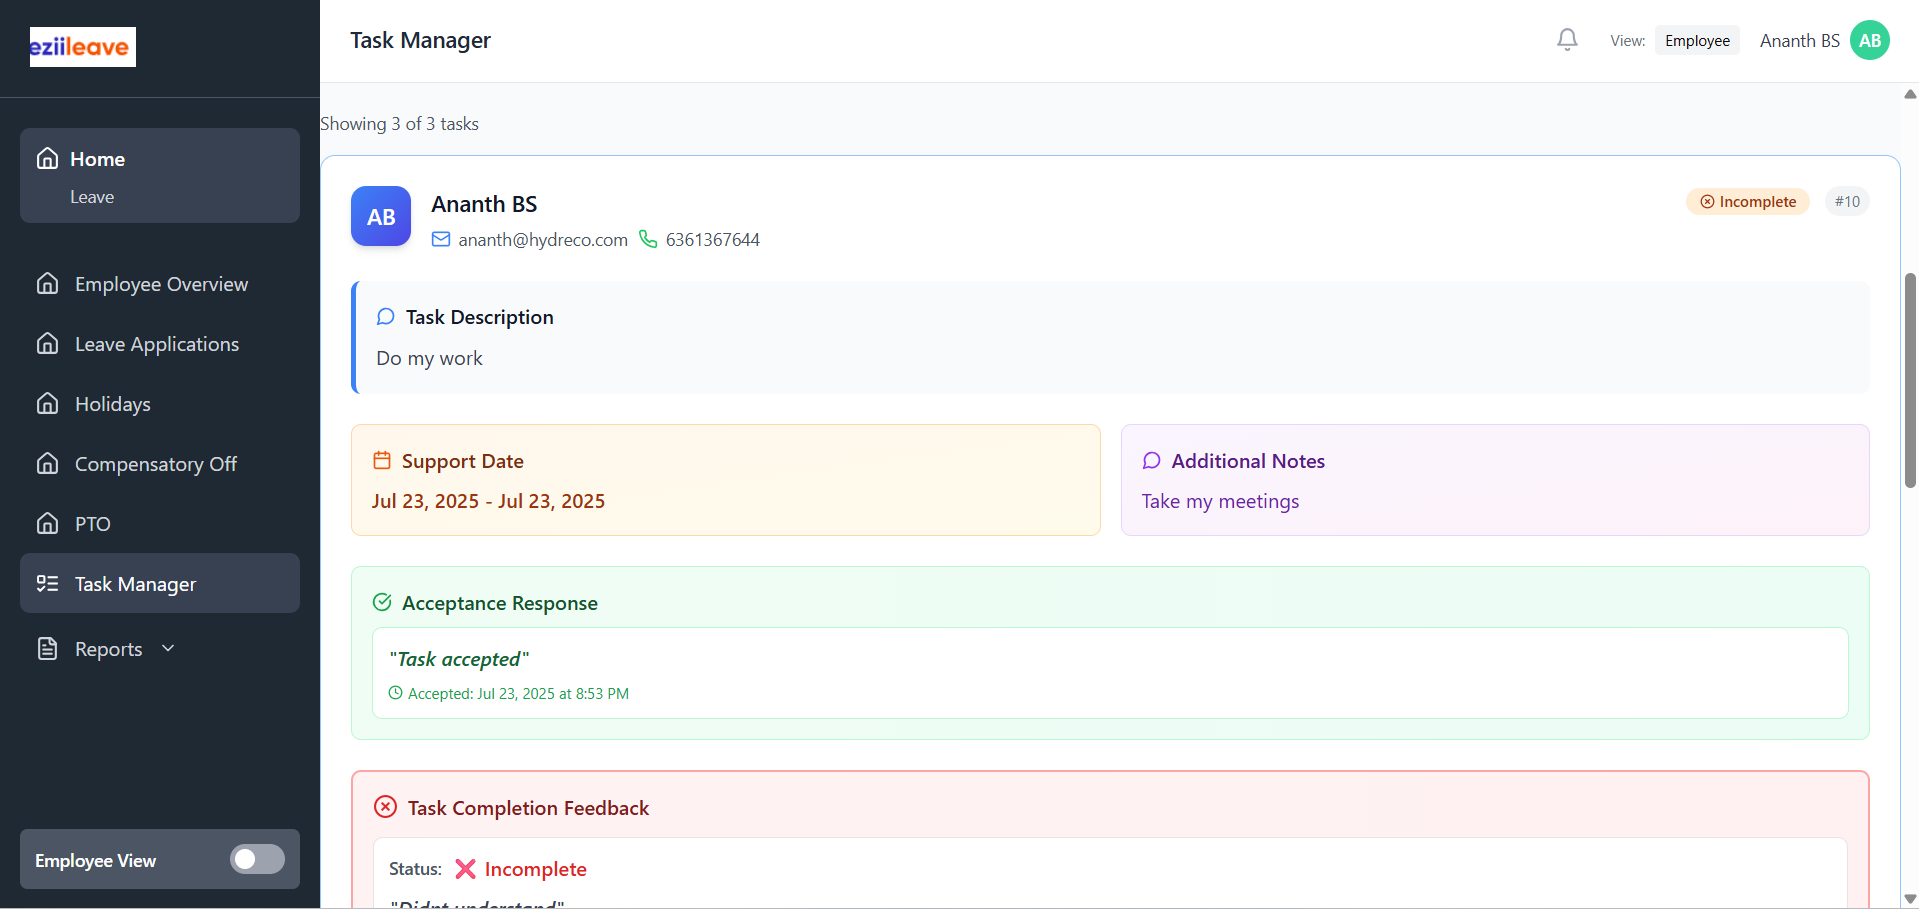 eziileave
Task Manager
View: Employee Ananth BS AB
Home
Leave
Employee Overview
Leave Applications
Holidays
Compensatory Off
PTO
Task Manager
Reports
Employee View
Showing 3 of 3 tasks
AB
Ananth BS
ananth@hydreco.com 6361367644
Incomplete #10
Task Description
Do my work
Support Date
Jul 23, 2025 - Jul 23, 2025
Additional Notes
Take my meetings
Acceptance Response
"Task accepted"
Accepted: Jul 23, 2025 at 8:53 PM
Task Completion Feedback
Status: ❌ Incomplete
"Didnt understand"